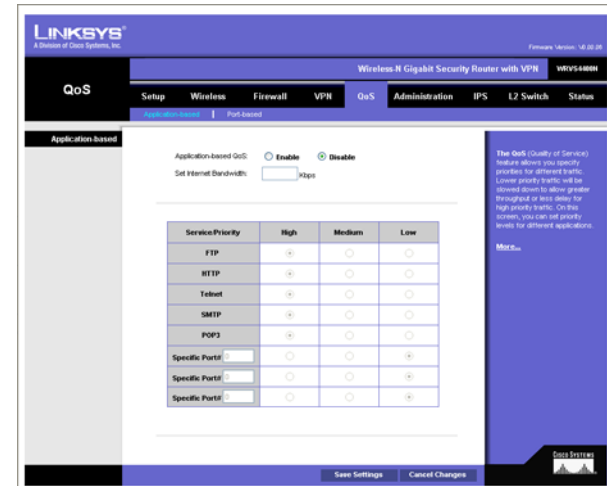 LINKSYS®
A Division of Cisco Systems, Inc.
Firmware Version: V0.00.05
Wireless-N Gigabit Security Router with VPN WRVS4400N
QoS
Setup Wireless Firewall VPN QoS Administration IPS L2 Switch Status
Application-based | Port-based
Application-based
Application-based QoS: Enable Disable
Set Internet Bandwidth: Kbps
Service/Priority High Medium Low
FTP
HTTP
Telnet
SMTP
POP3
Specific Port# 0
Specific Port# 0
Specific Port# 0
The QoS (Quality of Service)
feature allows you specify
priorities for different traffic.
Lower priority traffic will be
slowed down to allow greater
throughput or less delay for
high priority traffic. On this
screen, you can set priority
levels for different applications.
More...
Save Settings Cancel Changes
CISCO SYSTEMS